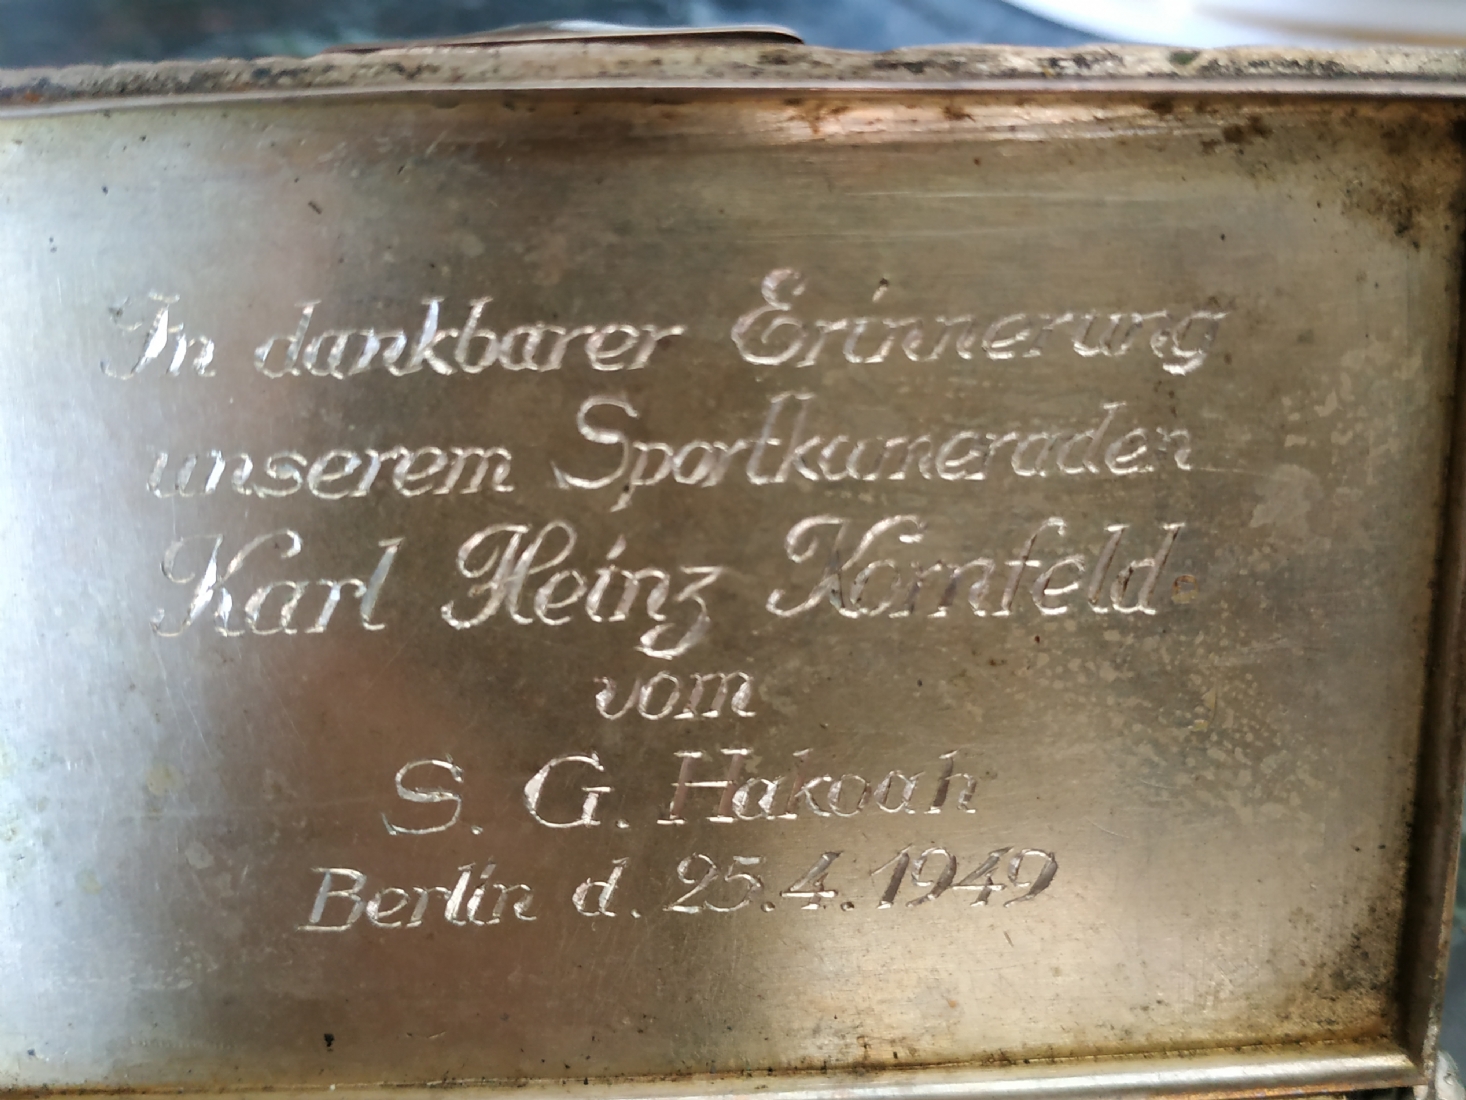 In dankbarer Erinnerung
unserem Sportkameraden
Karl Heinz Kornfeld
vom
S. G. Hakoah
Berlin d. 25.4.1949